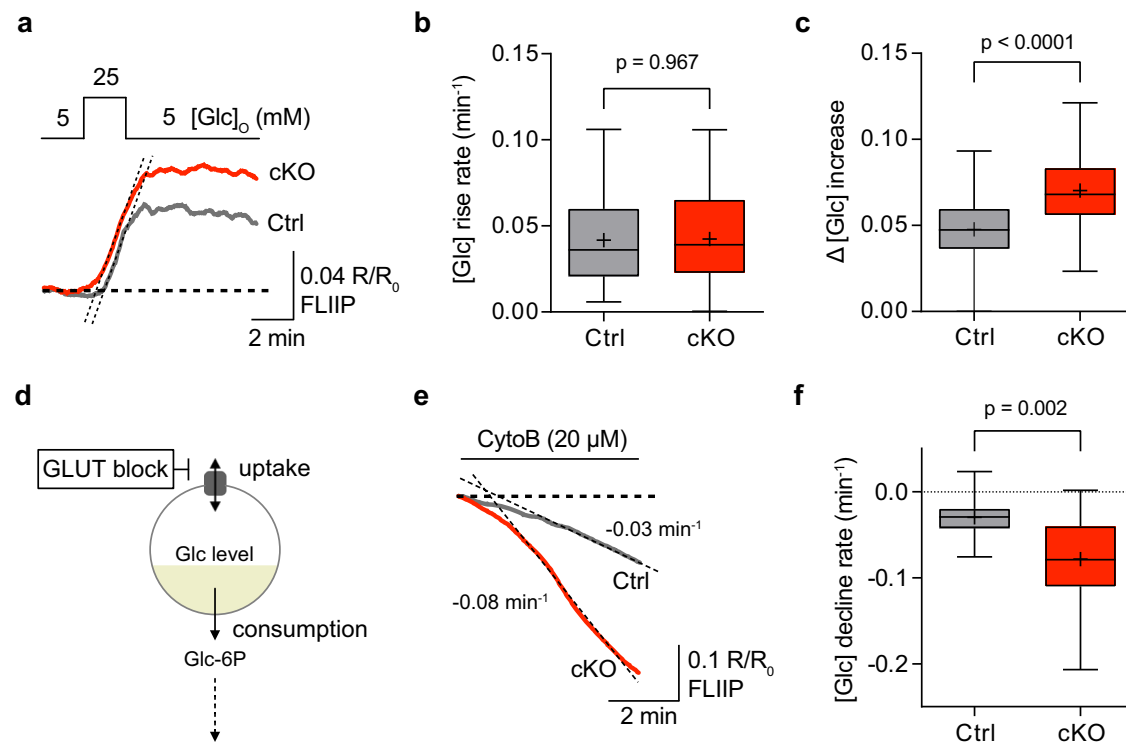 a
25
5
5 [Glc]O (mM)
cKO
Ctrl
0.04 R/R0
FLIIP
2 min
b
[Glc] rise rate (min-1)
0.15
0.10
0.05
0.00
p = 0.967
Ctrl
cKO
c
Δ [Glc] increase
0.15
0.10
0.05
0.00
p < 0.0001
Ctrl
cKO
d
GLUT block
uptake
Glc level
consumption
Glc-6P
e
CytoB (20 µM)
-0.03 min-1
Ctrl
-0.08 min-1
cKO
0.1 R/R0
FLIIP
2 min
f
[Glc] decline rate (min-1)
p = 0.002
0.0
-0.1
-0.2
Ctrl
cKO